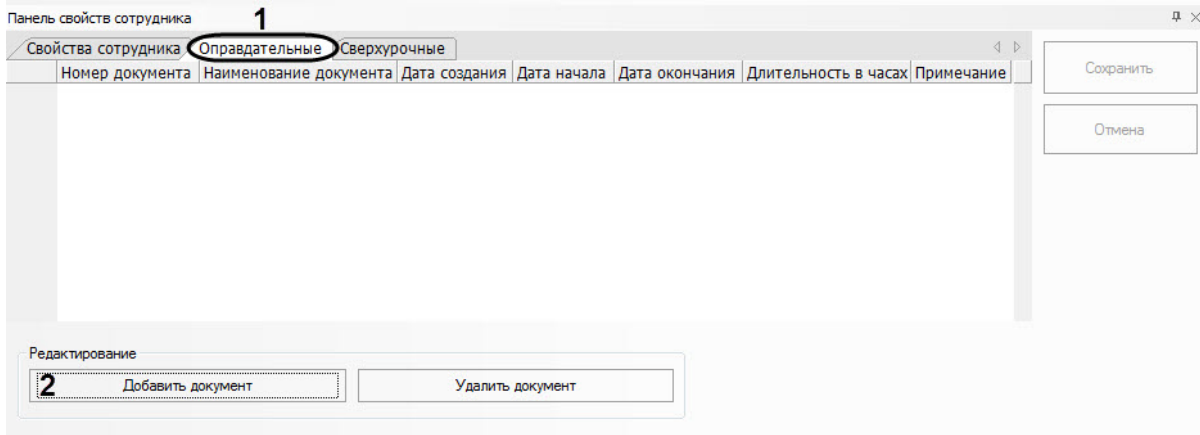 Панель свойств сотрудника
1
Свойства сотрудника Оправдательные Сверхурочные
Номер документа Наименование документа Дата создания Дата начала Дата окончания Длительность в часах Примечание
Сохранить
Отмена
Редактирование
2 Добавить документ Удалить документ